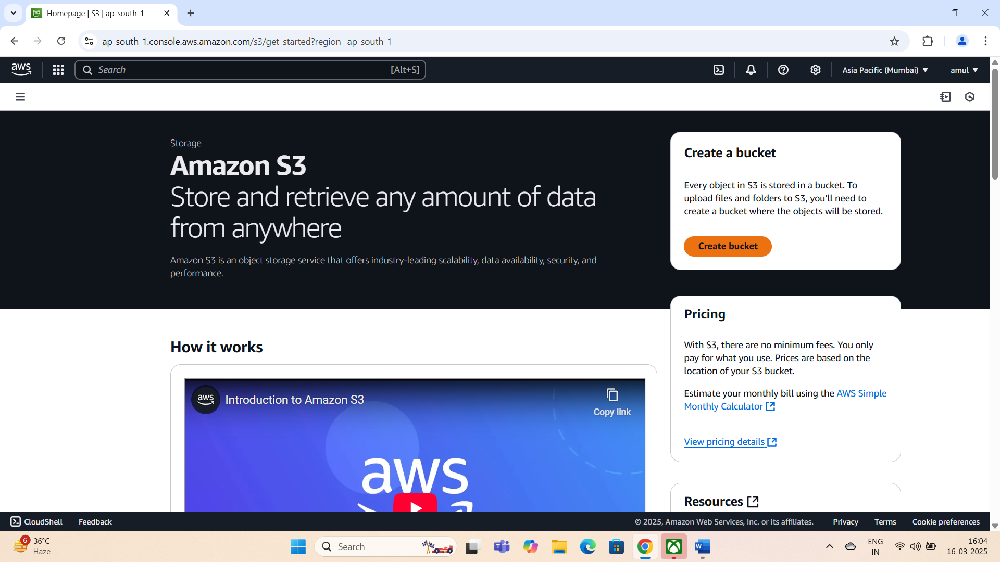 Homepage | S3 | ap-south-1
ap-south-1.console.aws.amazon.com/s3/get-started?region=ap-south-1
aws
Search
[Alt+S]
Asia Pacific (Mumbai)
amul
Storage
Amazon S3
Store and retrieve any amount of data
from anywhere
Amazon S3 is an object storage service that offers industry-leading scalability, data availability, security, and
performance.
Create a bucket
Every object in S3 is stored in a bucket. To
upload files and folders to S3, you'll need to
create a bucket where the objects will be stored.
Create bucket
Pricing
With S3, there are no minimum fees. You only
pay for what you use. Prices are based on the
location of your S3 bucket.
Estimate your monthly bill using the AWS Simple
Monthly Calculator
View pricing details
Resources
How it works
aws
Introduction to Amazon S3
Copy link
aws
CloudShell
Feedback
© 2025, Amazon Web Services, Inc. or its affiliates.
Privacy
Terms
Cookie preferences
6
36°C
Haze
Search
T
W
ENG
IN
16:04
16-03-2025